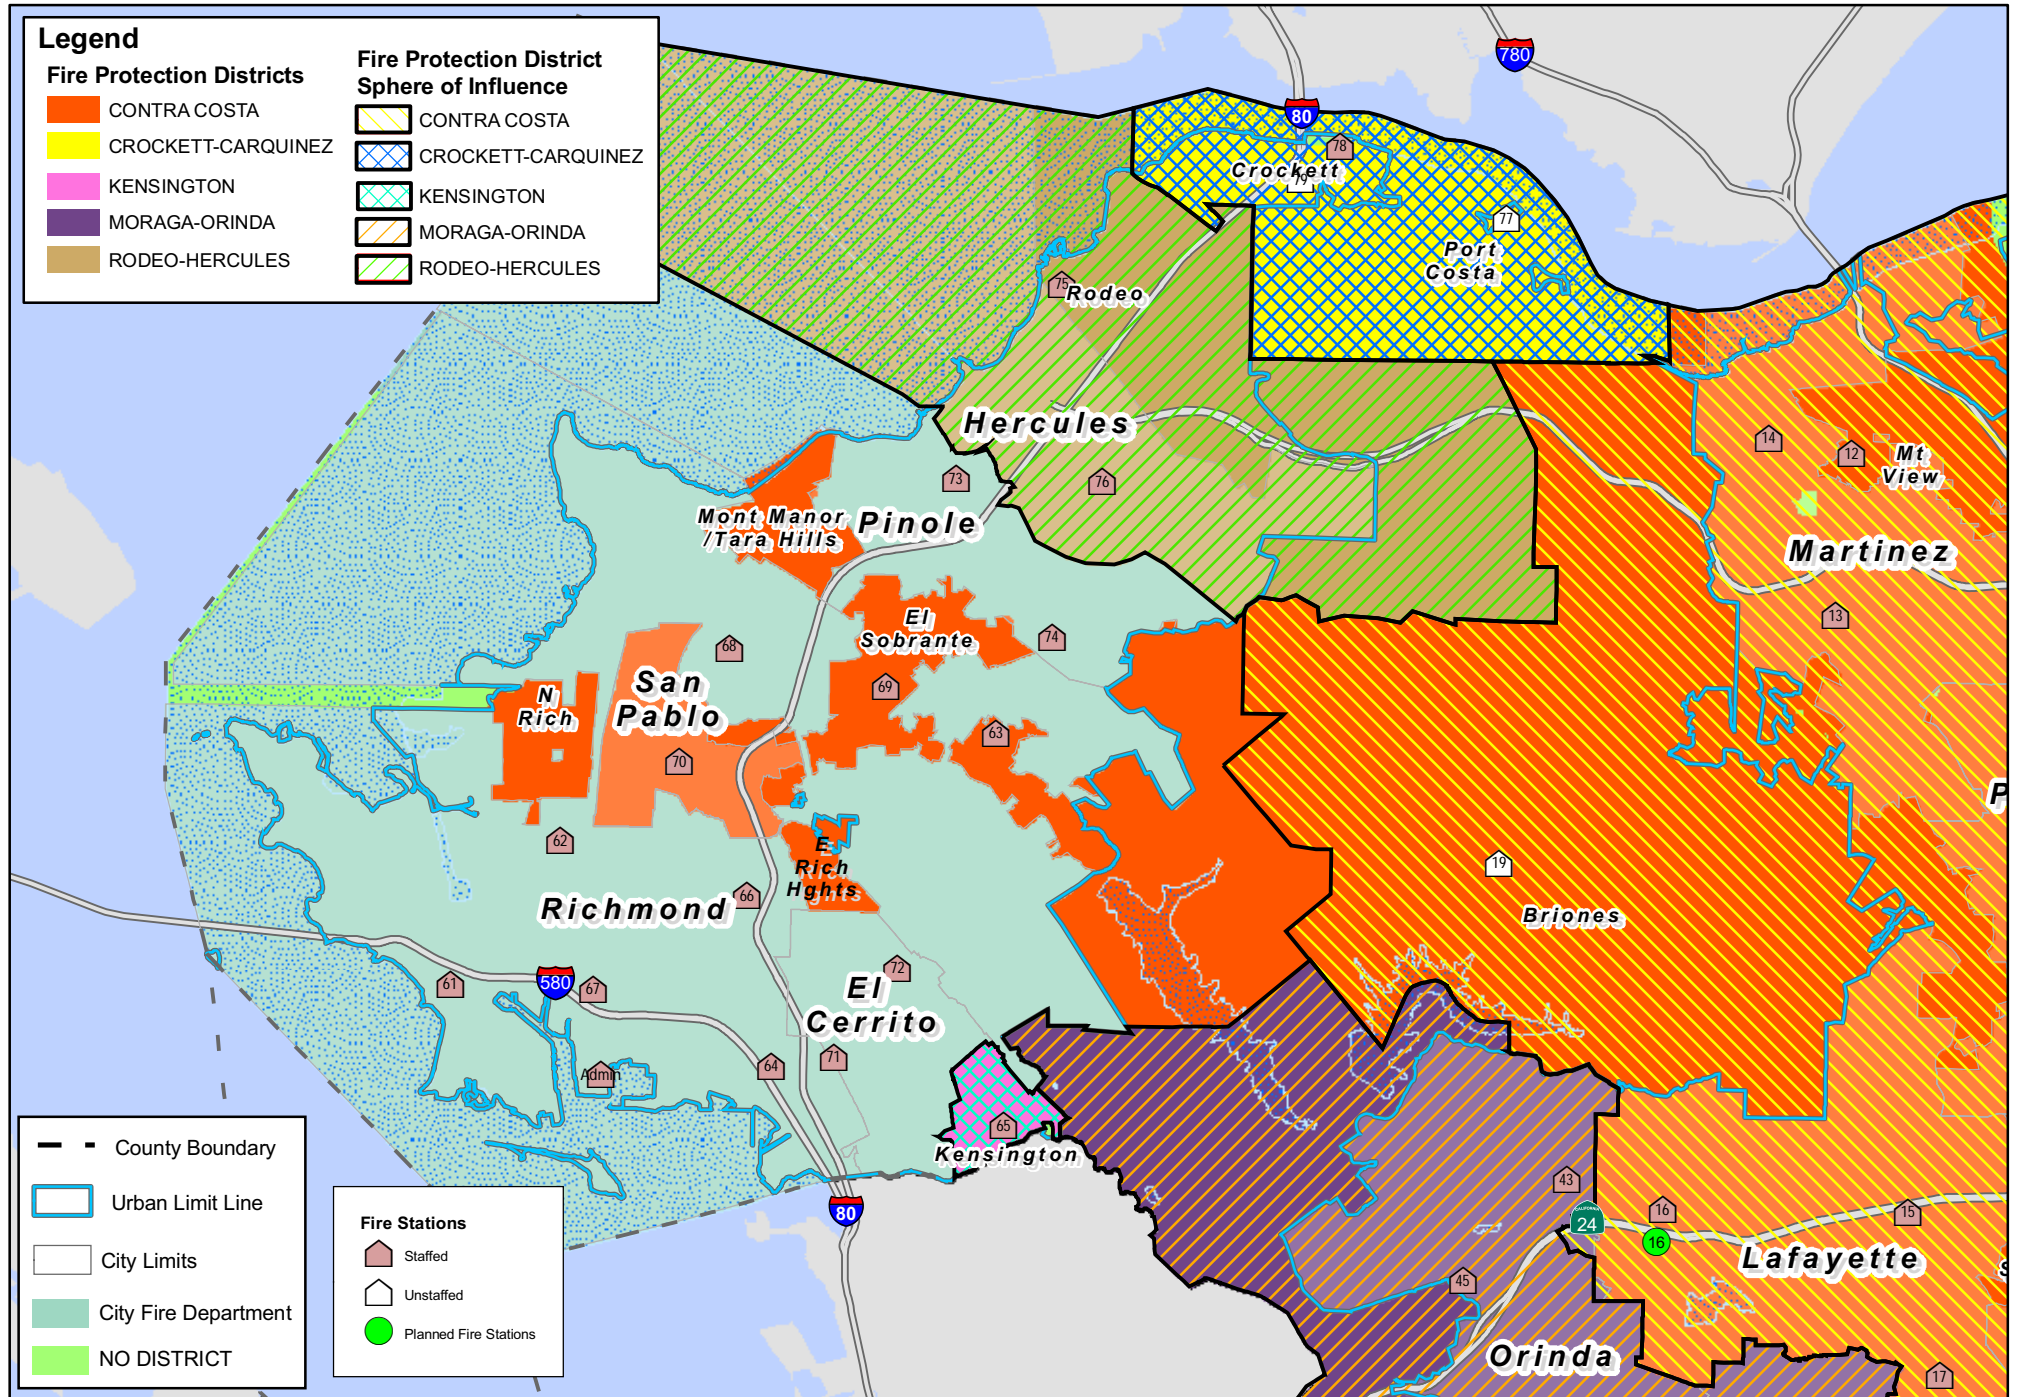 Legend
Fire Protection Districts
CONTRA COSTA
CROCKETT-CARQUINEZ
KENSINGTON
MORAGA-ORINDA
RODEO-HERCULES
Fire Protection District
Sphere of Influence
CONTRA COSTA
CROCKETT-CARQUINEZ
KENSINGTON
MORAGA-ORINDA
RODEO-HERCULES
780
80
78
Crockett
79
77
Port
Costa
75
Rodeo
Hercules
14
12
Mt
View
73
76
Mont Manor
/Tara Hills
Pinole
Martinez
El
Sobrante
13
68
74
San
Pablo
69
N
Rich
63
70
P
62
E
Rich
Hghts
19
66
Richmond
Briones
72
61
580
67
El
Cerrito
71
64
Admin
65
Kensington
43
16
15
24
16
80
Lafayette
S
45
Orinda
17
County Boundary
Urban Limit Line
City Limits
City Fire Department
NO DISTRICT
Fire Stations
Staffed
Unstaffed
Planned Fire Stations